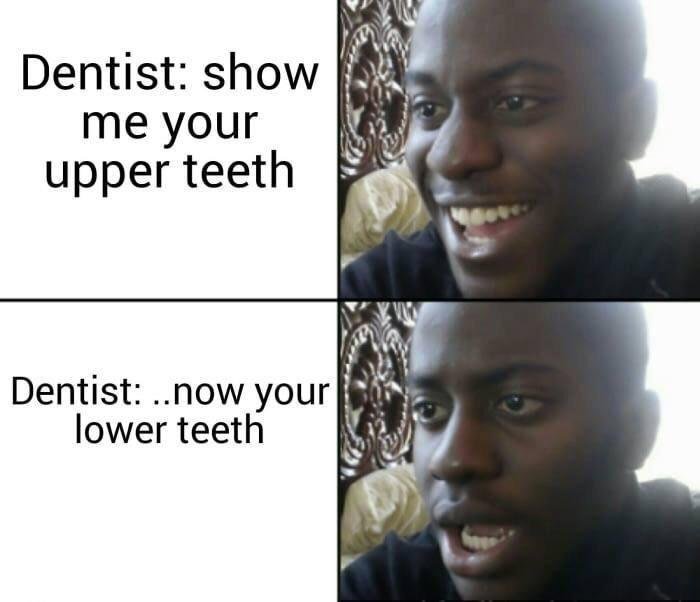 Dentist: show
me your
upper teeth
Dentist: ..now your
lower teeth